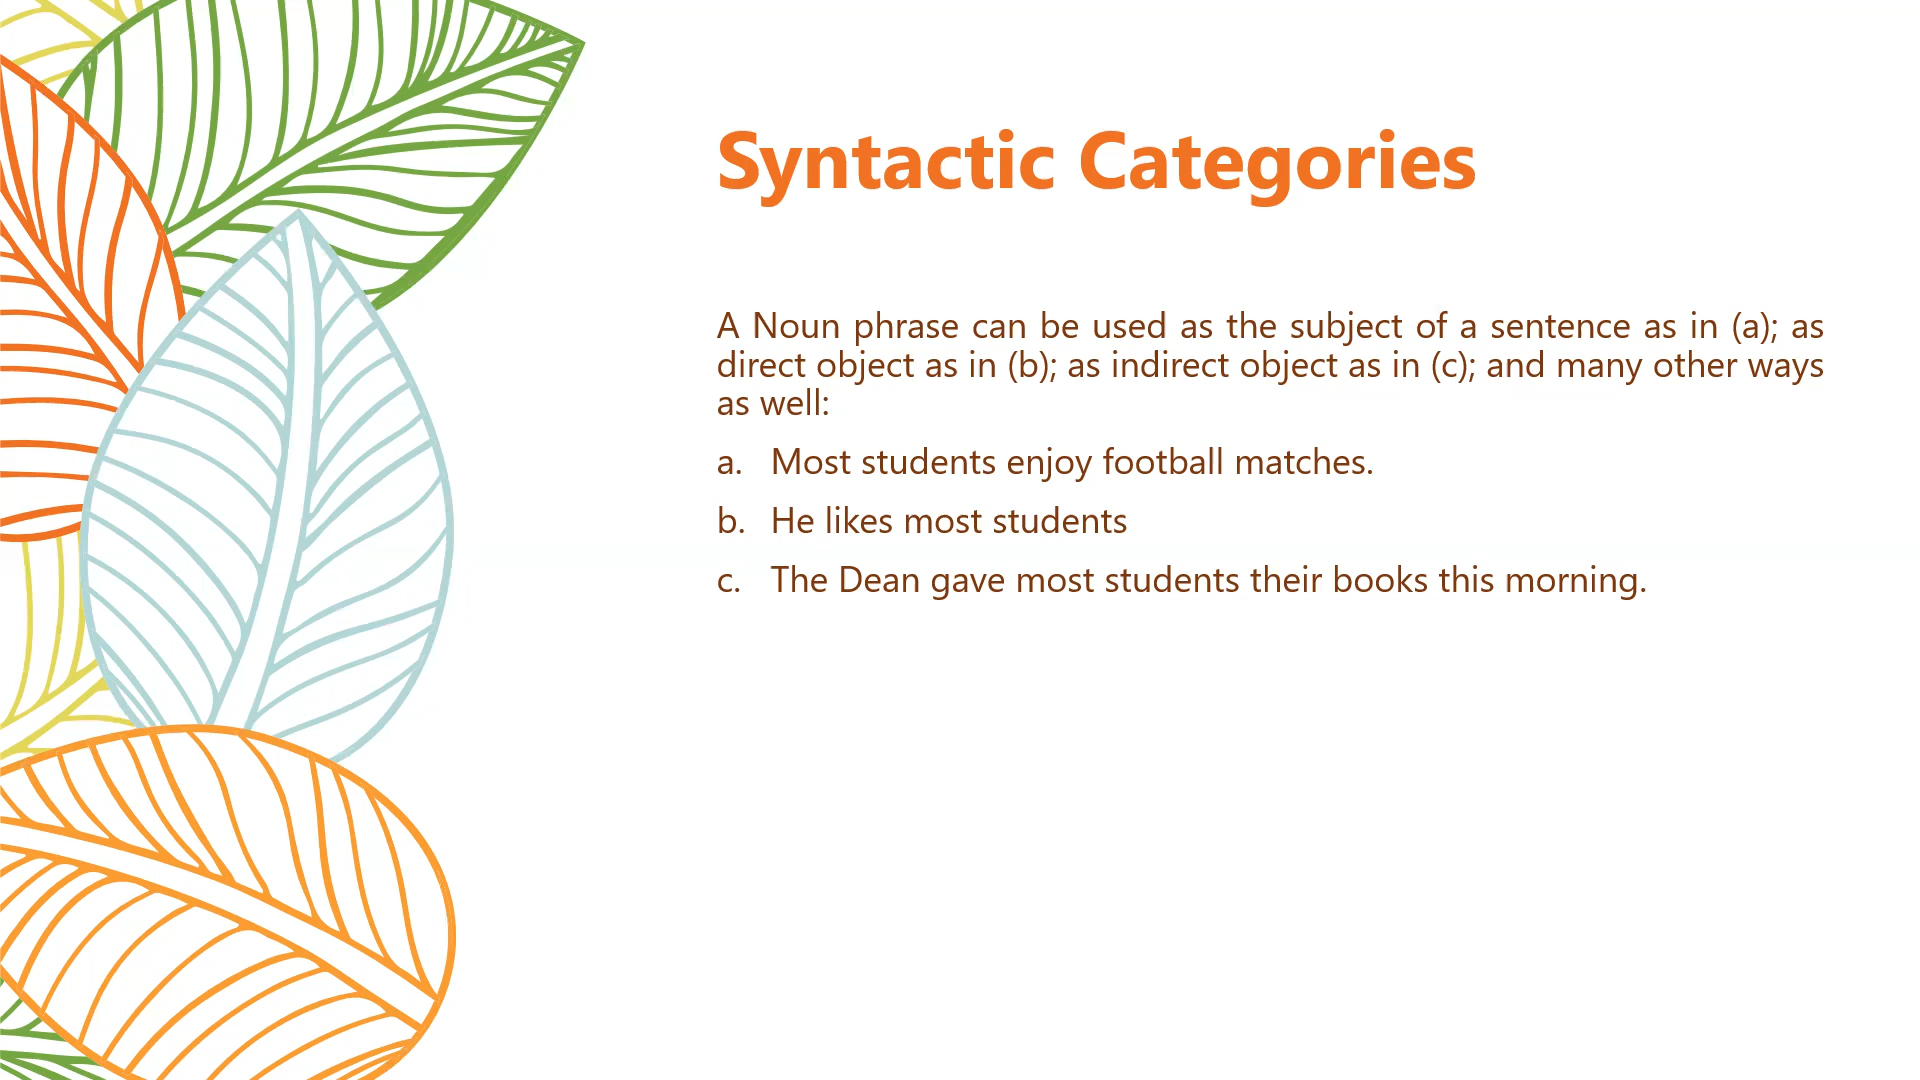 Syntactic Categories
A Noun phrase can be used as the subject of a sentence as in (a); as
direct object as in (b); as indirect object as in (c); and many other ways
as well:
a. Most students enjoy football matches.
b. He likes most students
c. The Dean gave most students their books this morning.